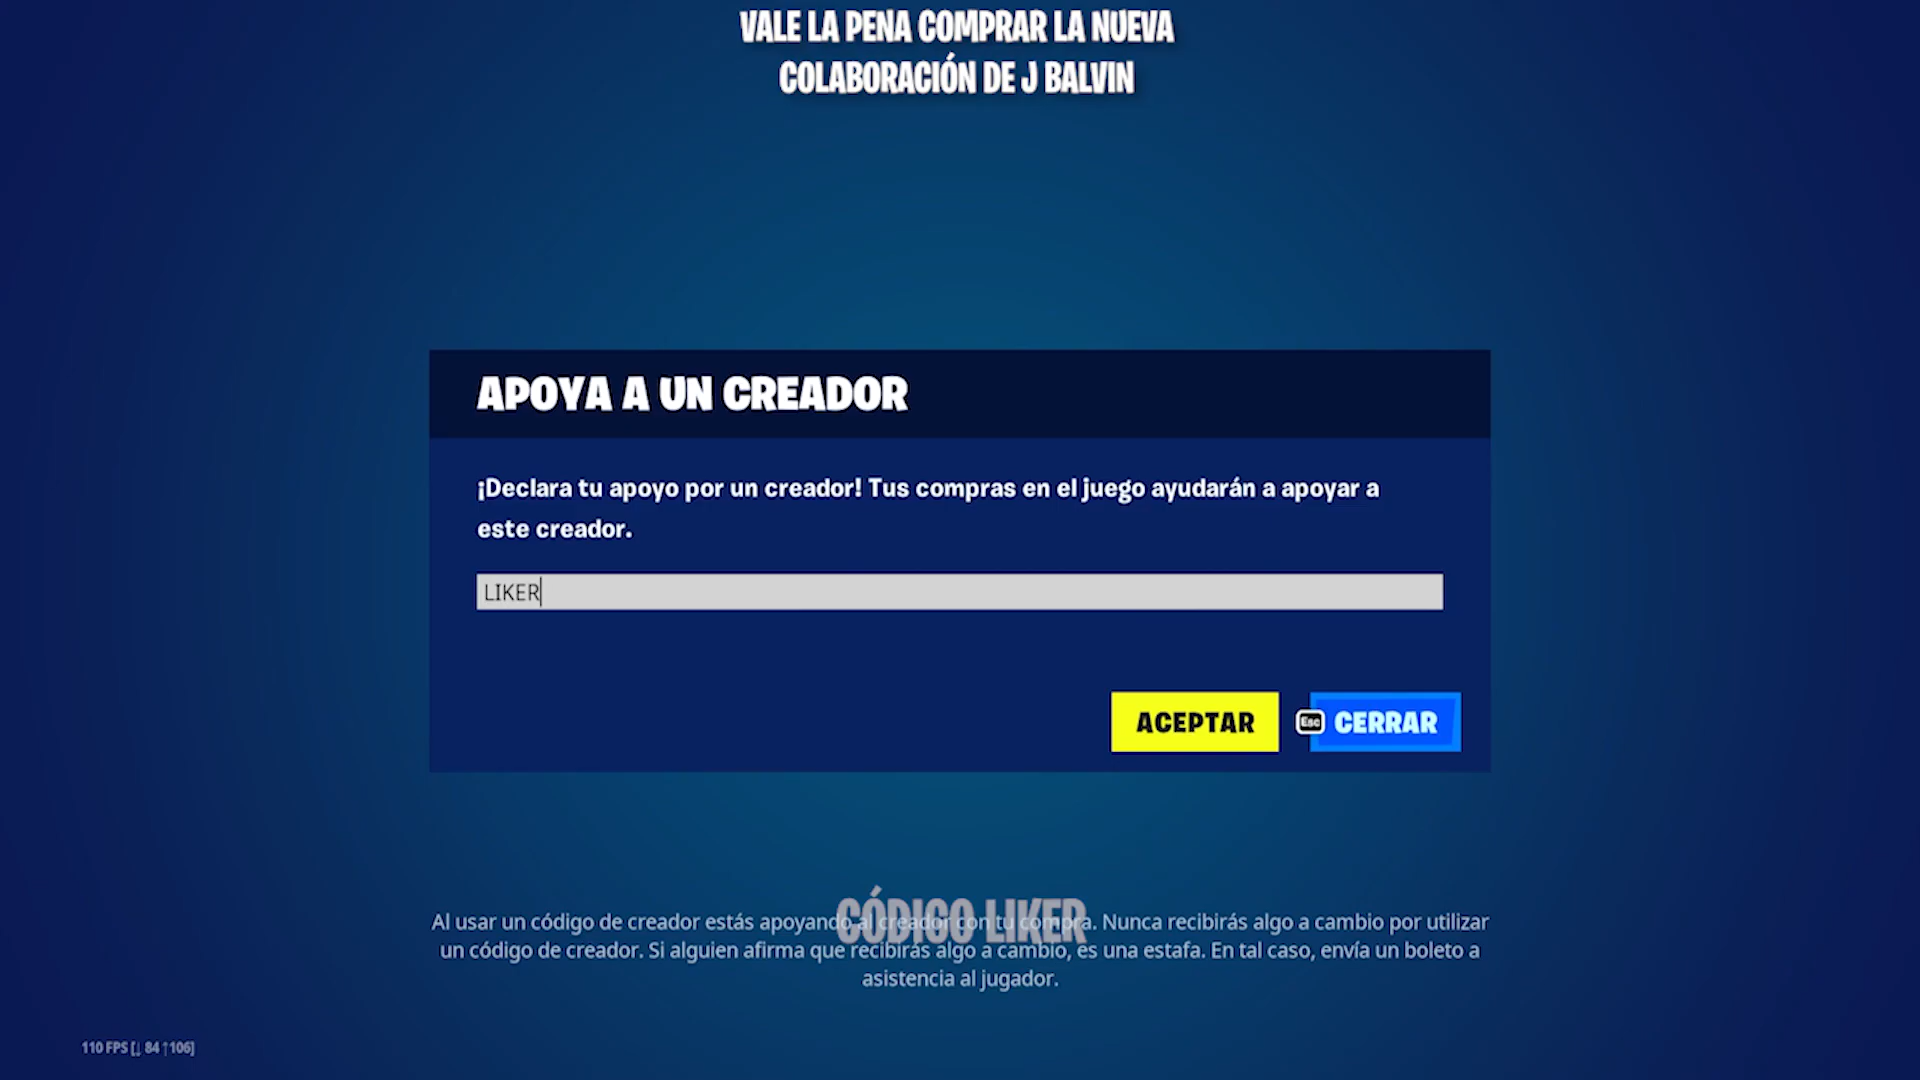 VALE LA PENA COMPRAR LA NUEVA
COLABORACIÓN DE J BALVIN
APOYA A UN CREADOR
¡Declara tu apoyo por un creador! Tus compras en el juego ayudarán a apoyar a
este creador.
LIKER
ACEPTAR
Esc CERRAR
CÓDIGO LIKER
Al usar un código de creador estás apoyando al creador con tu compra. Nunca recibirás algo a cambio por utilizar
un código de creador. Si alguien afirma que recibirás algo a cambio, es una estafa. En tal caso, envía un boleto a
asistencia al jugador.
110 FPS [↓ 84 ↑106]